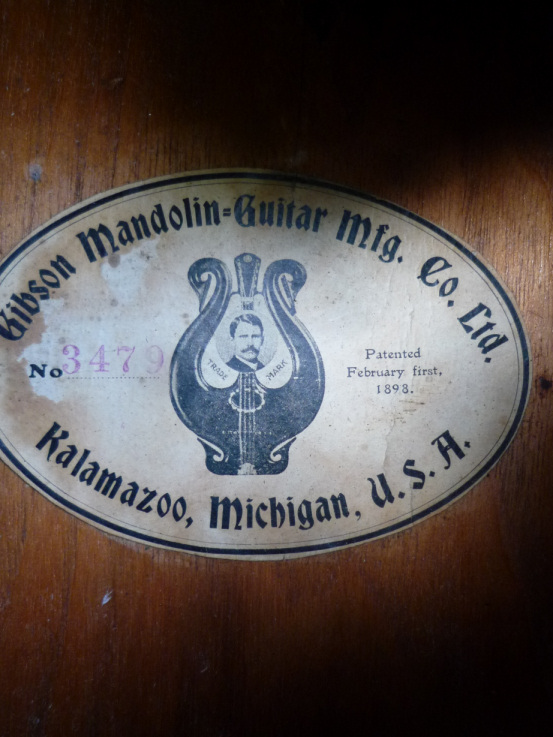 Gibson Mandolin=Guitar Mfg. Co. Ltd.
TRADE MARK
No 3479
Patented
February first,
1898.
Kalamazoo, Michigan, U.S.A.